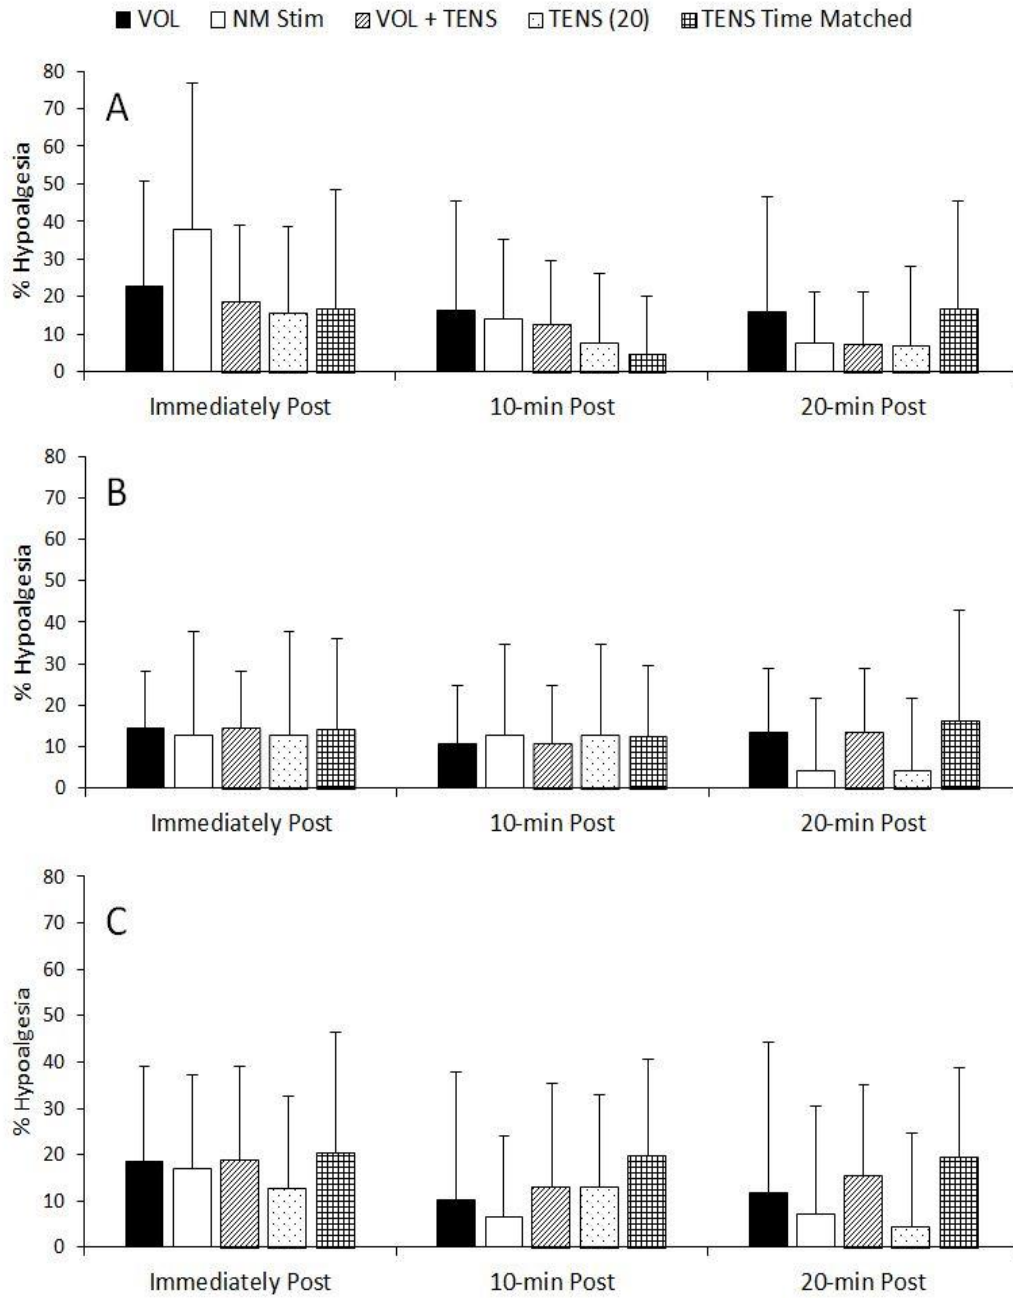 VOL NM Stim VOL + TENS TENS (20) TENS Time Matched
A
% Hypoalgesia
80
70
60
50
40
30
20
10
0
Immediately Post 10-min Post 20-min Post
B
% Hypoalgesia
80
70
60
50
40
30
20
10
0
Immediately Post 10-min Post 20-min Post
C
% Hypoalgesia
80
70
60
50
40
30
20
10
0
Immediately Post 10-min Post 20-min Post